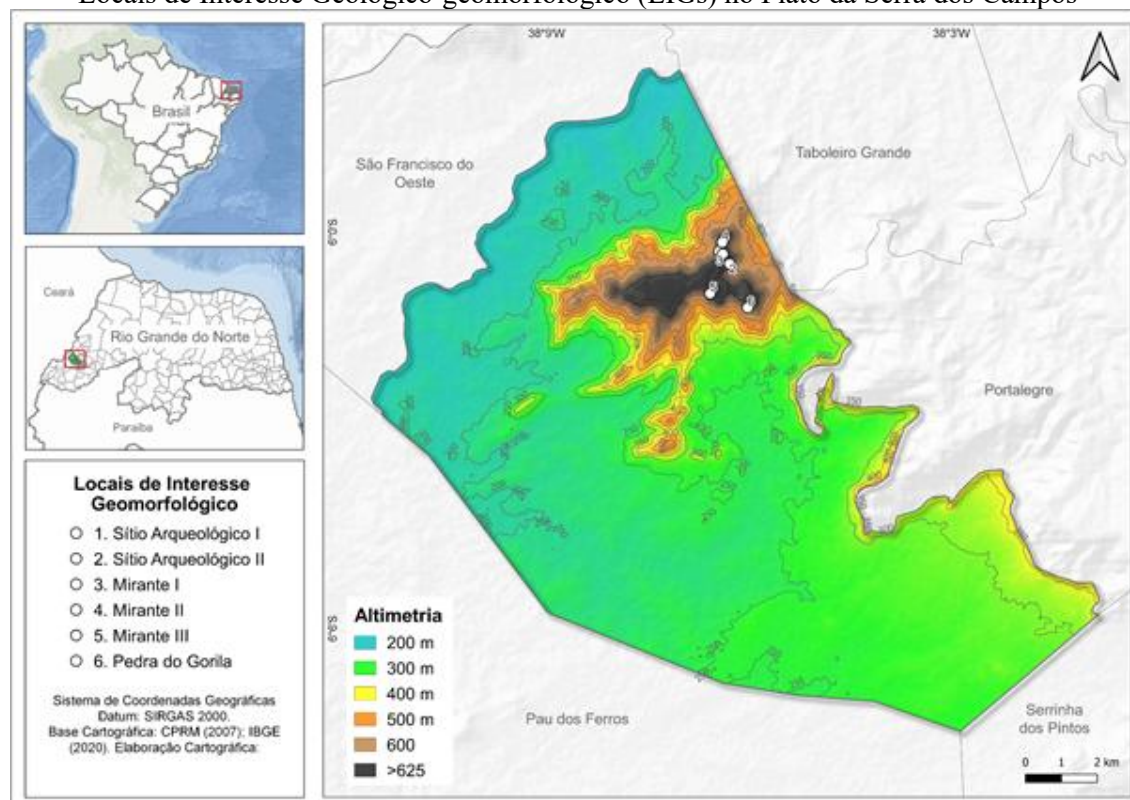 Locais de Interesse Geológico-geomorfológico (LIGs) no Platô da Serra dos Campos
38°9'W
38°3'W
Brasil
São Francisco do
Oeste
Taboleiro Grande
6°0'S
Ceará
Rio Grande do Norte
Paraíba
Portalegre
Locais de Interesse
Geomorfológico
1. Sítio Arqueológico I
2. Sítio Arqueológico II
3. Mirante I
4. Mirante II
5. Mirante III
6. Pedra do Gorila
Sistema de Coordenadas Geográficas
Datum: SIRGAS 2000.
Base Cartográfica: CPRM (2007); IBGE
(2020). Elaboração Cartográfica:
Altimetria
200 m
300 m
400 m
500 m
600
>625
Pau dos Ferros
Serrinha
dos Pintos
0 1 2 km